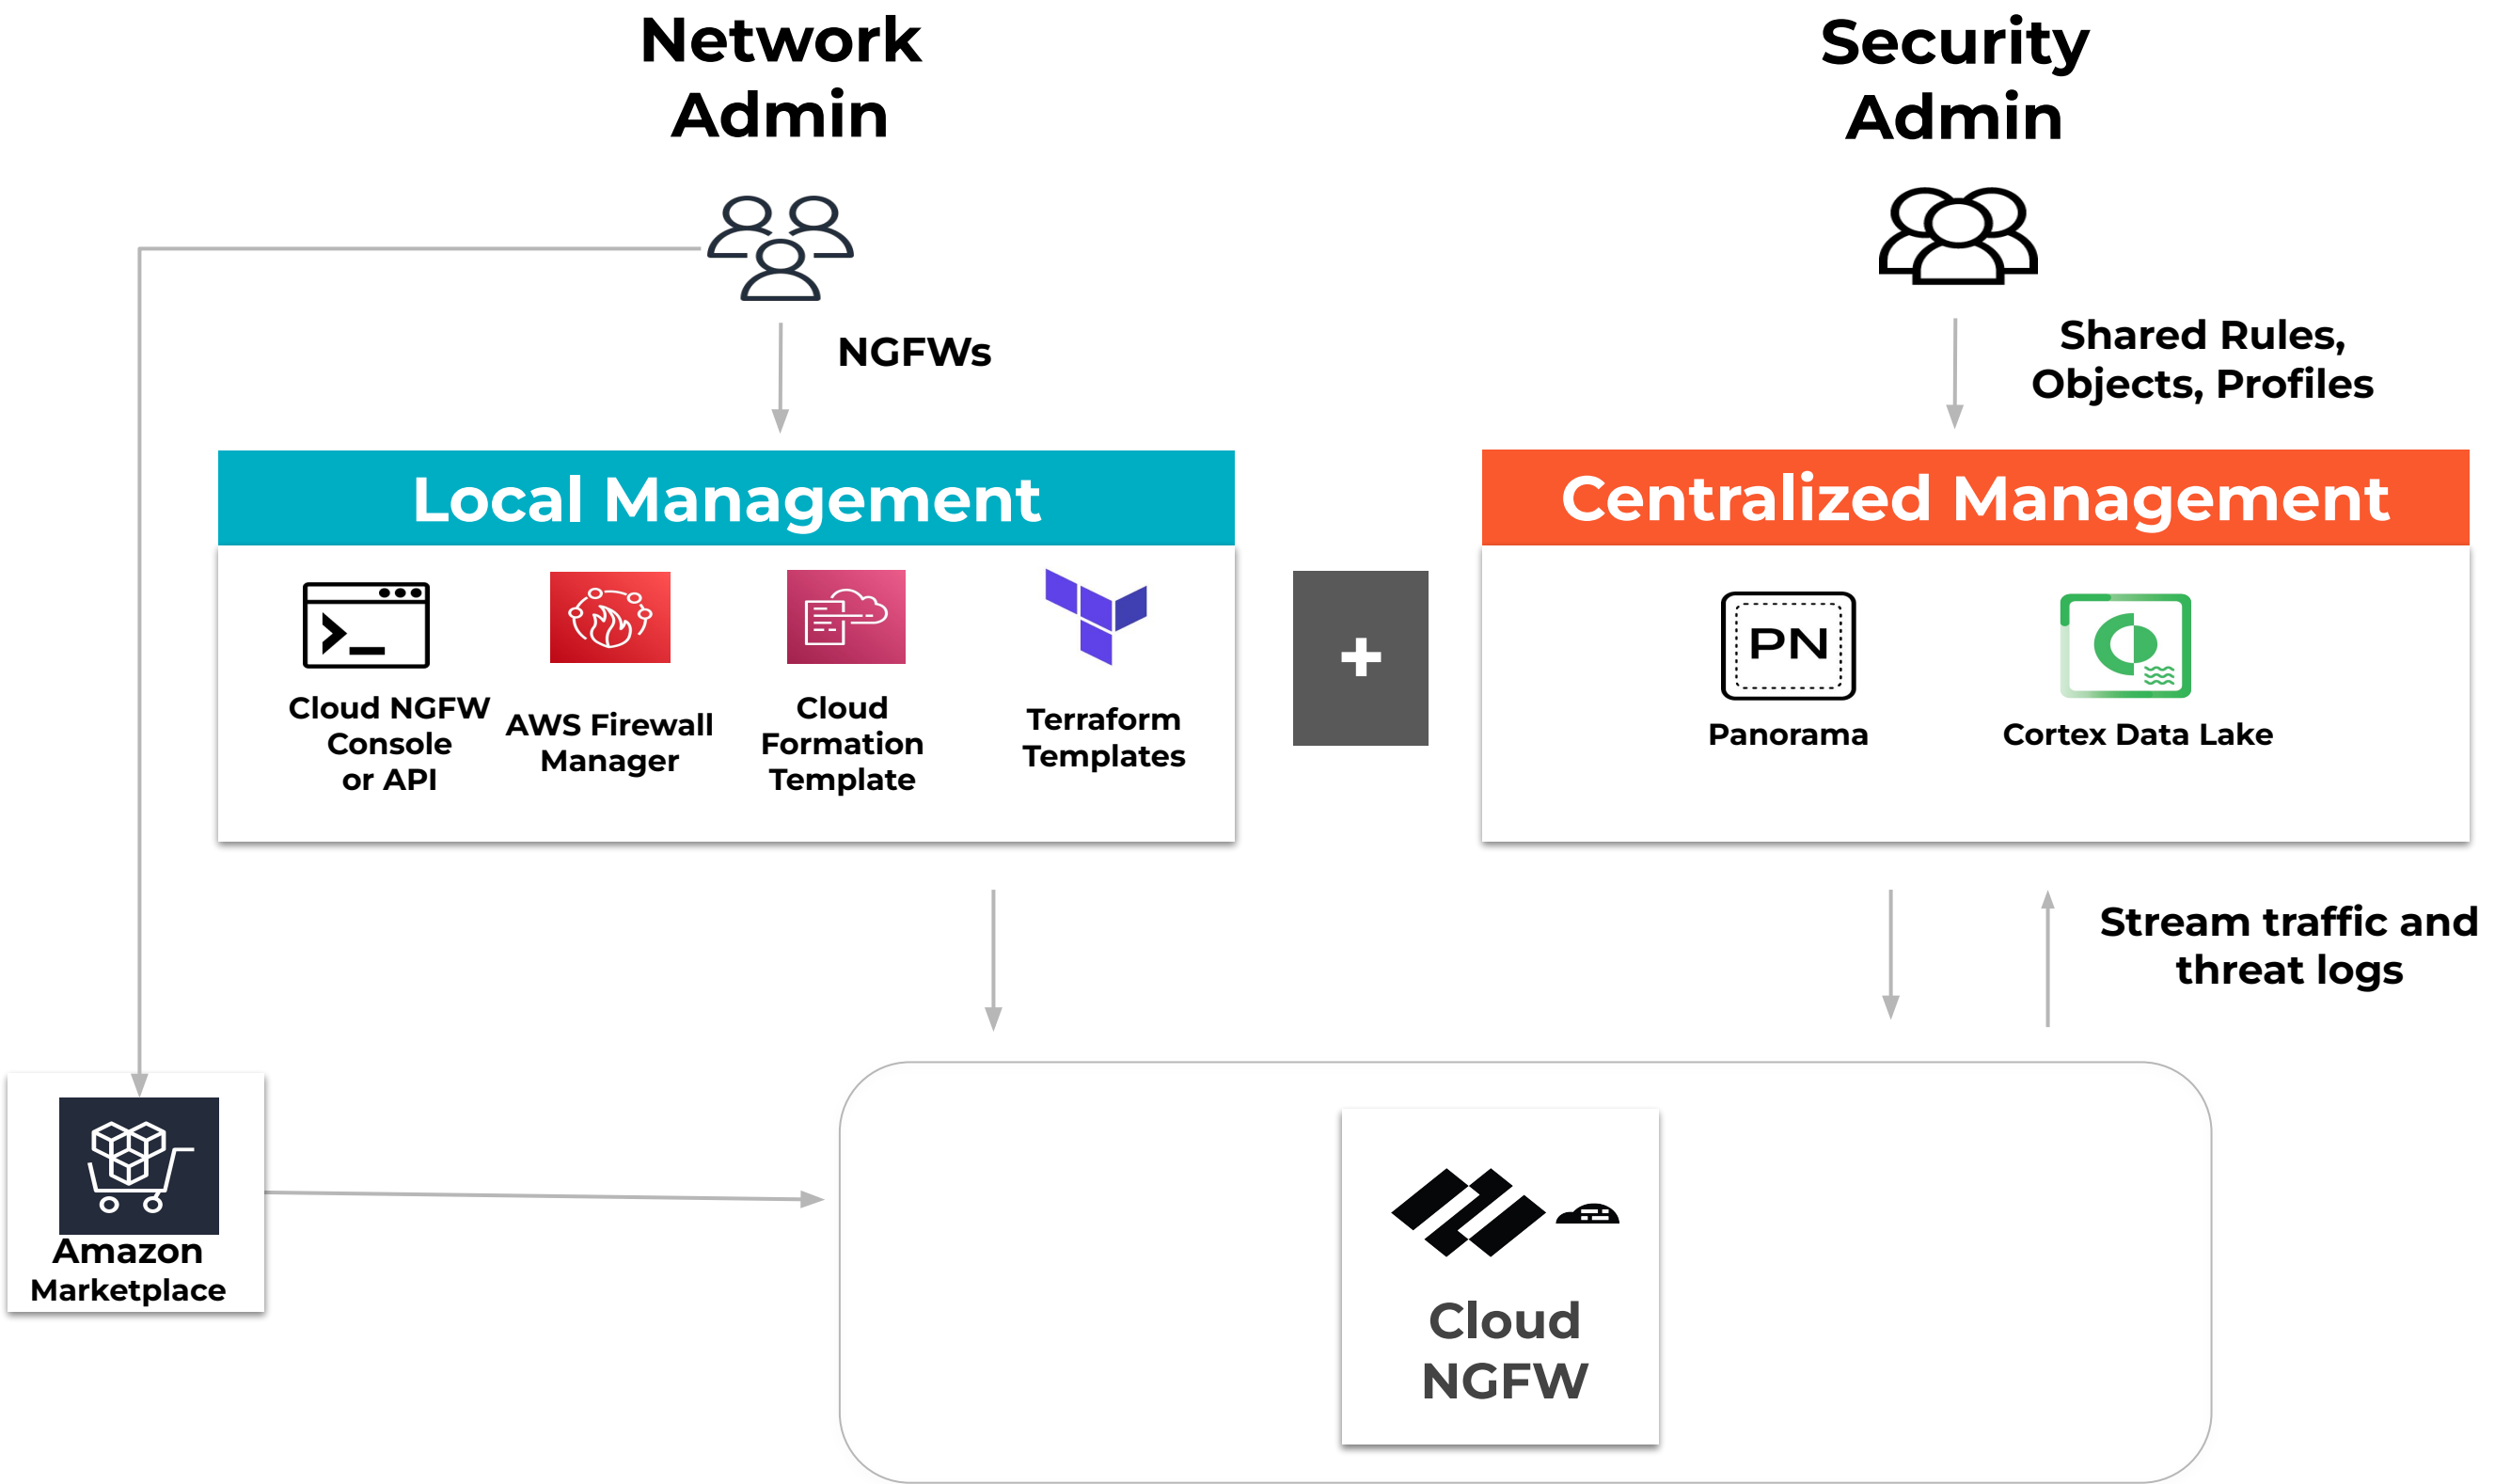 Network
Admin
Security
Admin
NGFWs
Shared Rules,
Objects, Profiles
Local Management
Centralized Management
Cloud NGFW
Console
or API
AWS Firewall
Manager
Cloud
Formation
Template
Terraform
Templates
+
PN
Panorama
Cortex Data Lake
Stream traffic and
threat logs
Amazon
Marketplace
Cloud
NGFW